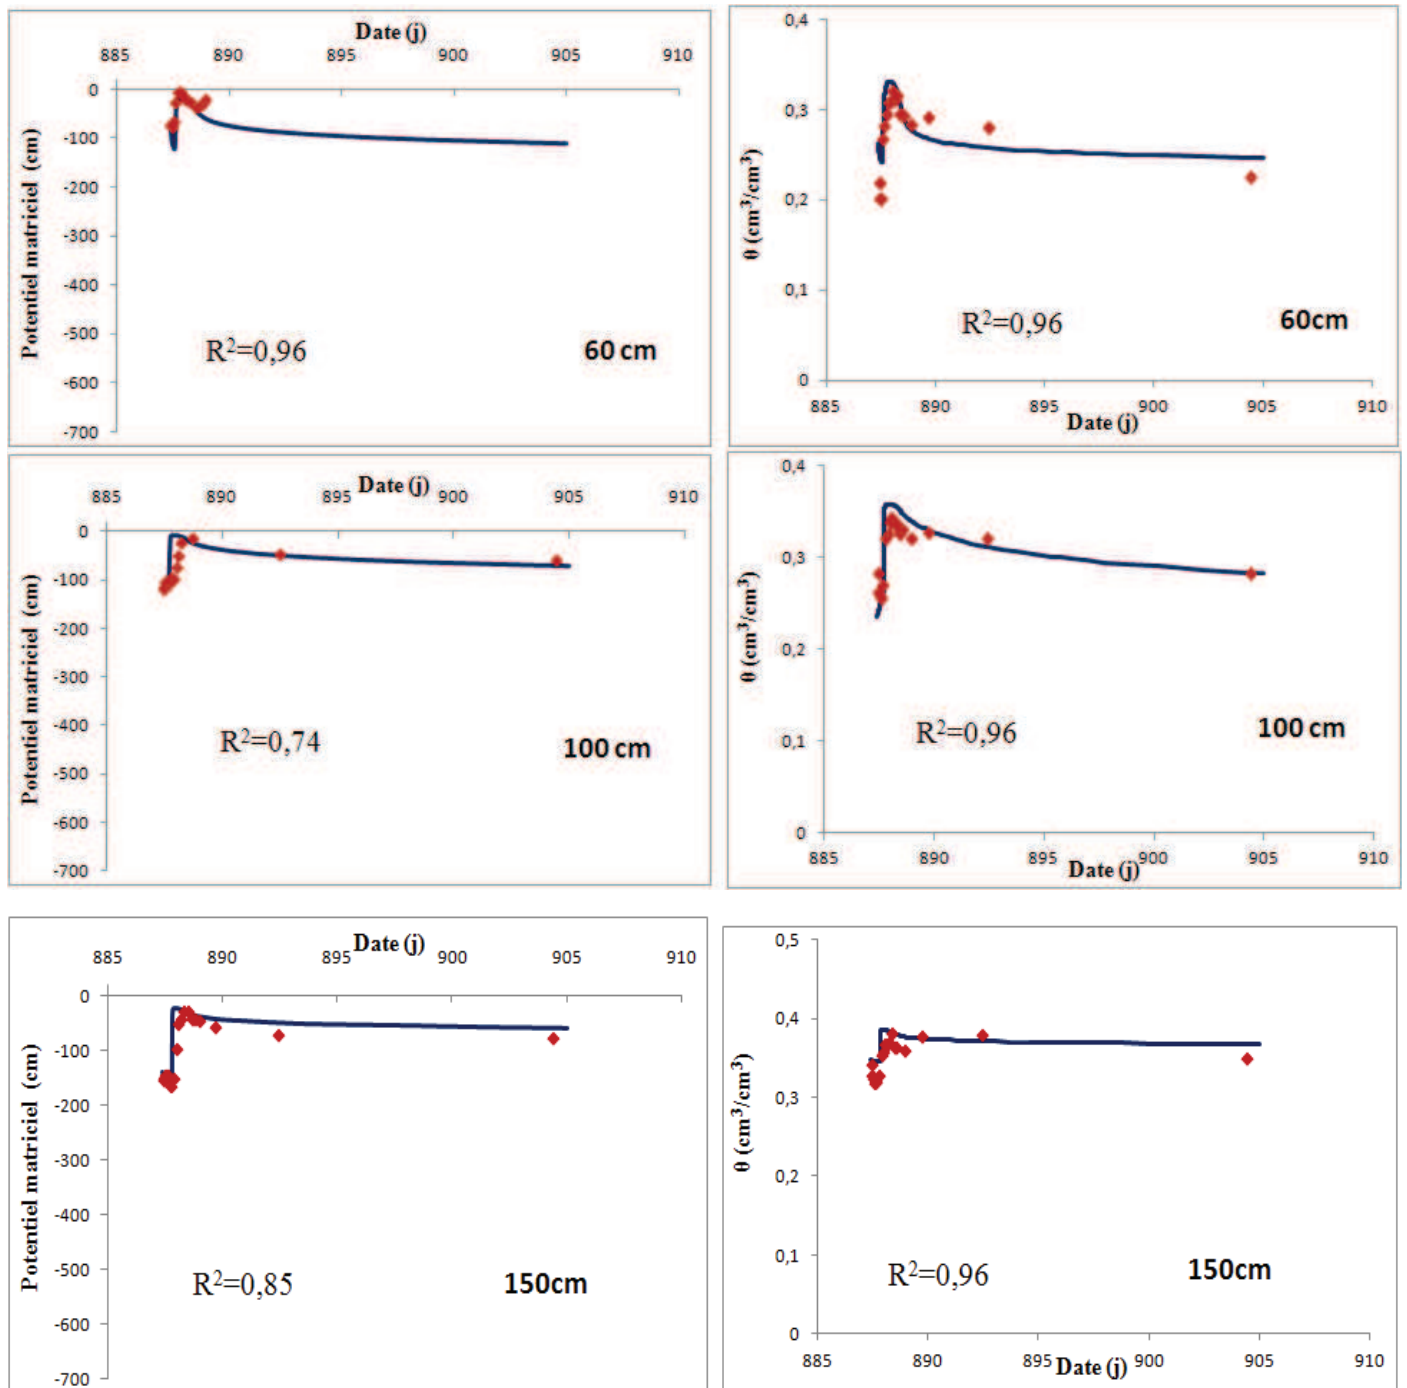 Date (j)
885 890 895 900 905 910
0
-100
-200
-300
-400
-500
-600
-700
Potentiel matriciel (cm)
R²=0,96
60 cm
0,4
0,3
0,2
0,1
0
θ (cm³/cm³)
R²=0,96
60cm
885 890 895 900 905 910
Date (j)
Date (j)
885 890 895 900 905 910
0
-100
-200
-300
-400
-500
-600
-700
Potentiel matriciel (cm)
R²=0,74
100 cm
0,4
0,3
0,2
0,1
0
θ (cm³/cm³)
R²=0,96
100 cm
885 890 895 900 905 910
Date (j)
Date (j)
885 890 895 900 905 910
0
-100
-200
-300
-400
-500
-600
-700
Potentiel matriciel (cm)
R²=0,85
150cm
0,5
0,4
0,3
0,2
0,1
0
θ (cm³/cm³)
R²=0,96
150cm
885 890 895 900 905 910
Date (j)